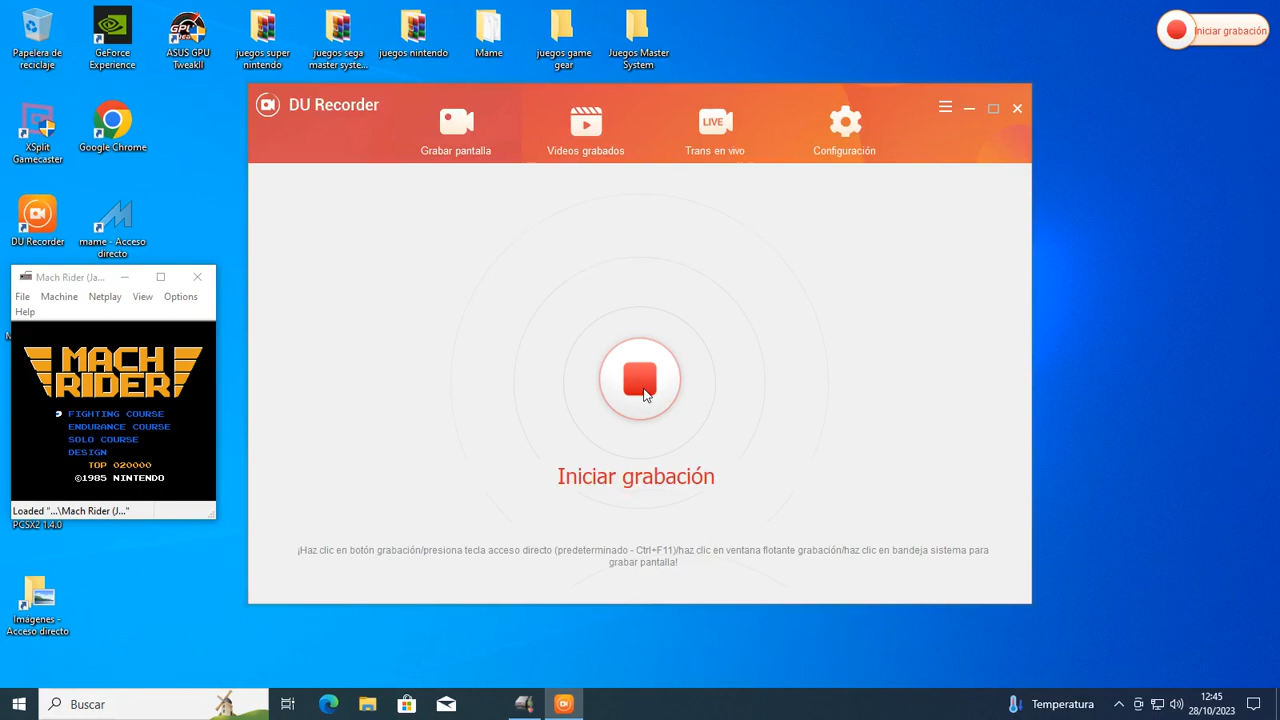 Papelera de
reciclaje
GeForce
Experience
ASUS GPU
TweakII
juegos super
nintendo
juegos sega
master syste...
juegos nintendo
Mame
juegos game
gear
Juegos Master
System
Iniciar grabación
XSplit
Gamecaster
Google Chrome
DU Recorder
mame - Acceso
directo
DU Recorder
Grabar pantalla
Videos grabados
LIVE
Trans en vivo
Configuración
Mach Rider (Ja...
File Machine Netplay View Options
Help
MACH
RIDER
FIGHTING COURSE
ENDURANCE COURSE
SOLO COURSE
DESIGN
TOP 020000
©1985 NINTENDO
Loaded "...\Mach Rider (J..."
PCSX2 1.4.0
Iniciar grabación
¡Haz clic en botón grabación/presiona tecla acceso directo (predeterminado - Ctrl+F11)/haz clic en ventana flotante grabación/haz clic en bandeja sistema para
grabar pantalla!
Imágenes -
Acceso directo
Buscar
Temperatura
12:45
28/10/2023